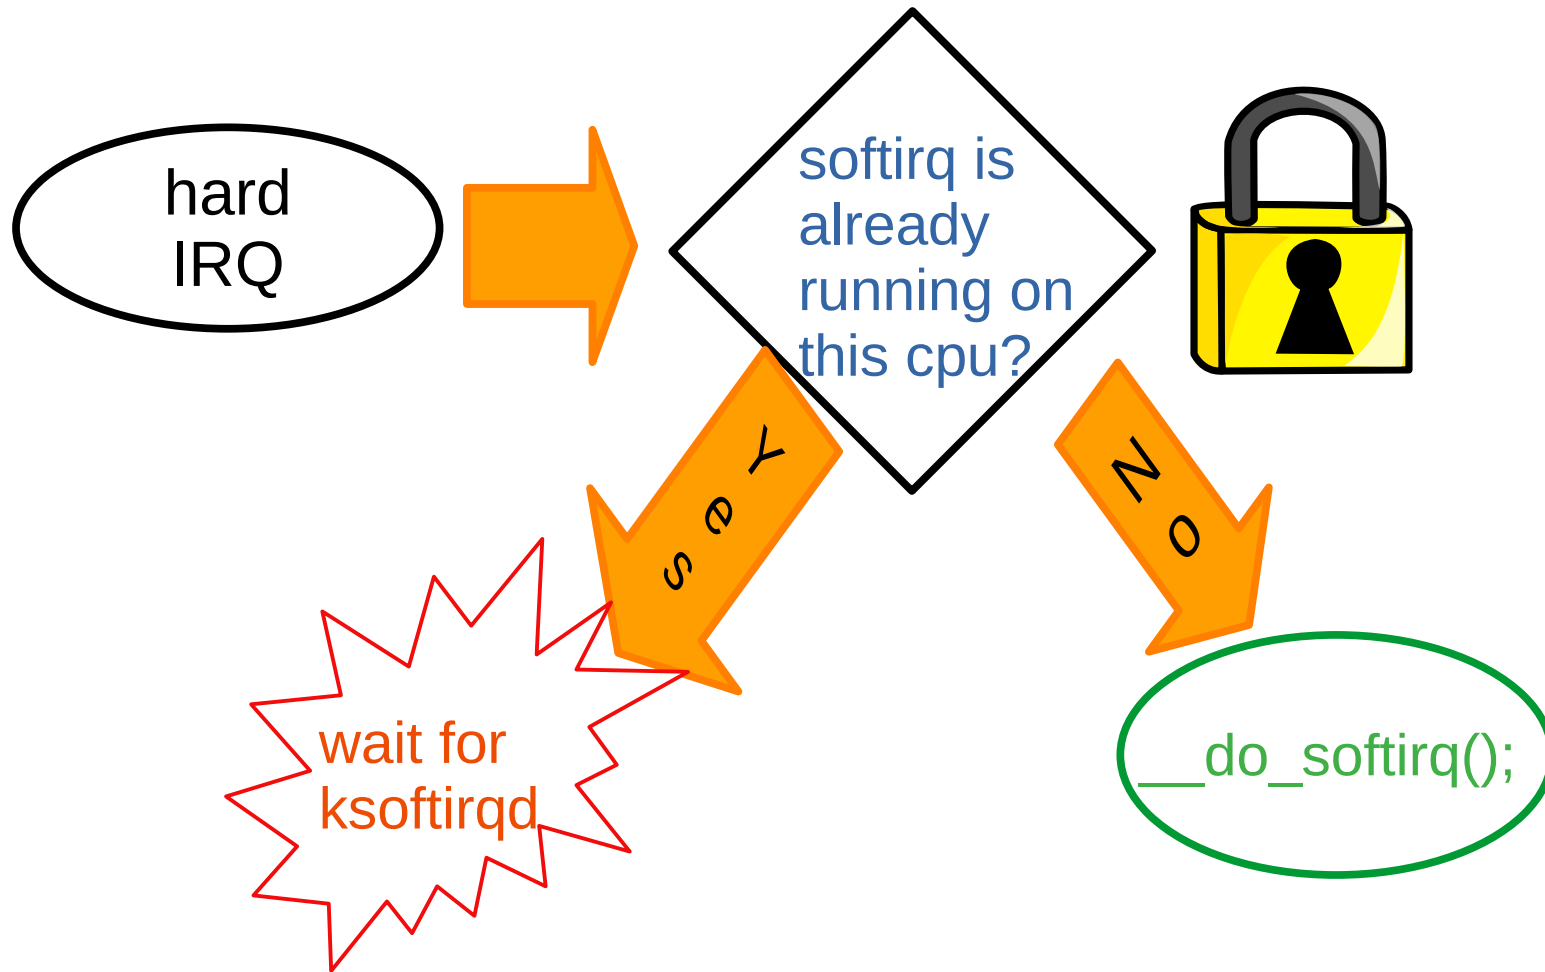 hard
IRQ
softirq is
already
running on
this cpu?
Yes
No
wait for
ksoftirqd
__do_softirq();